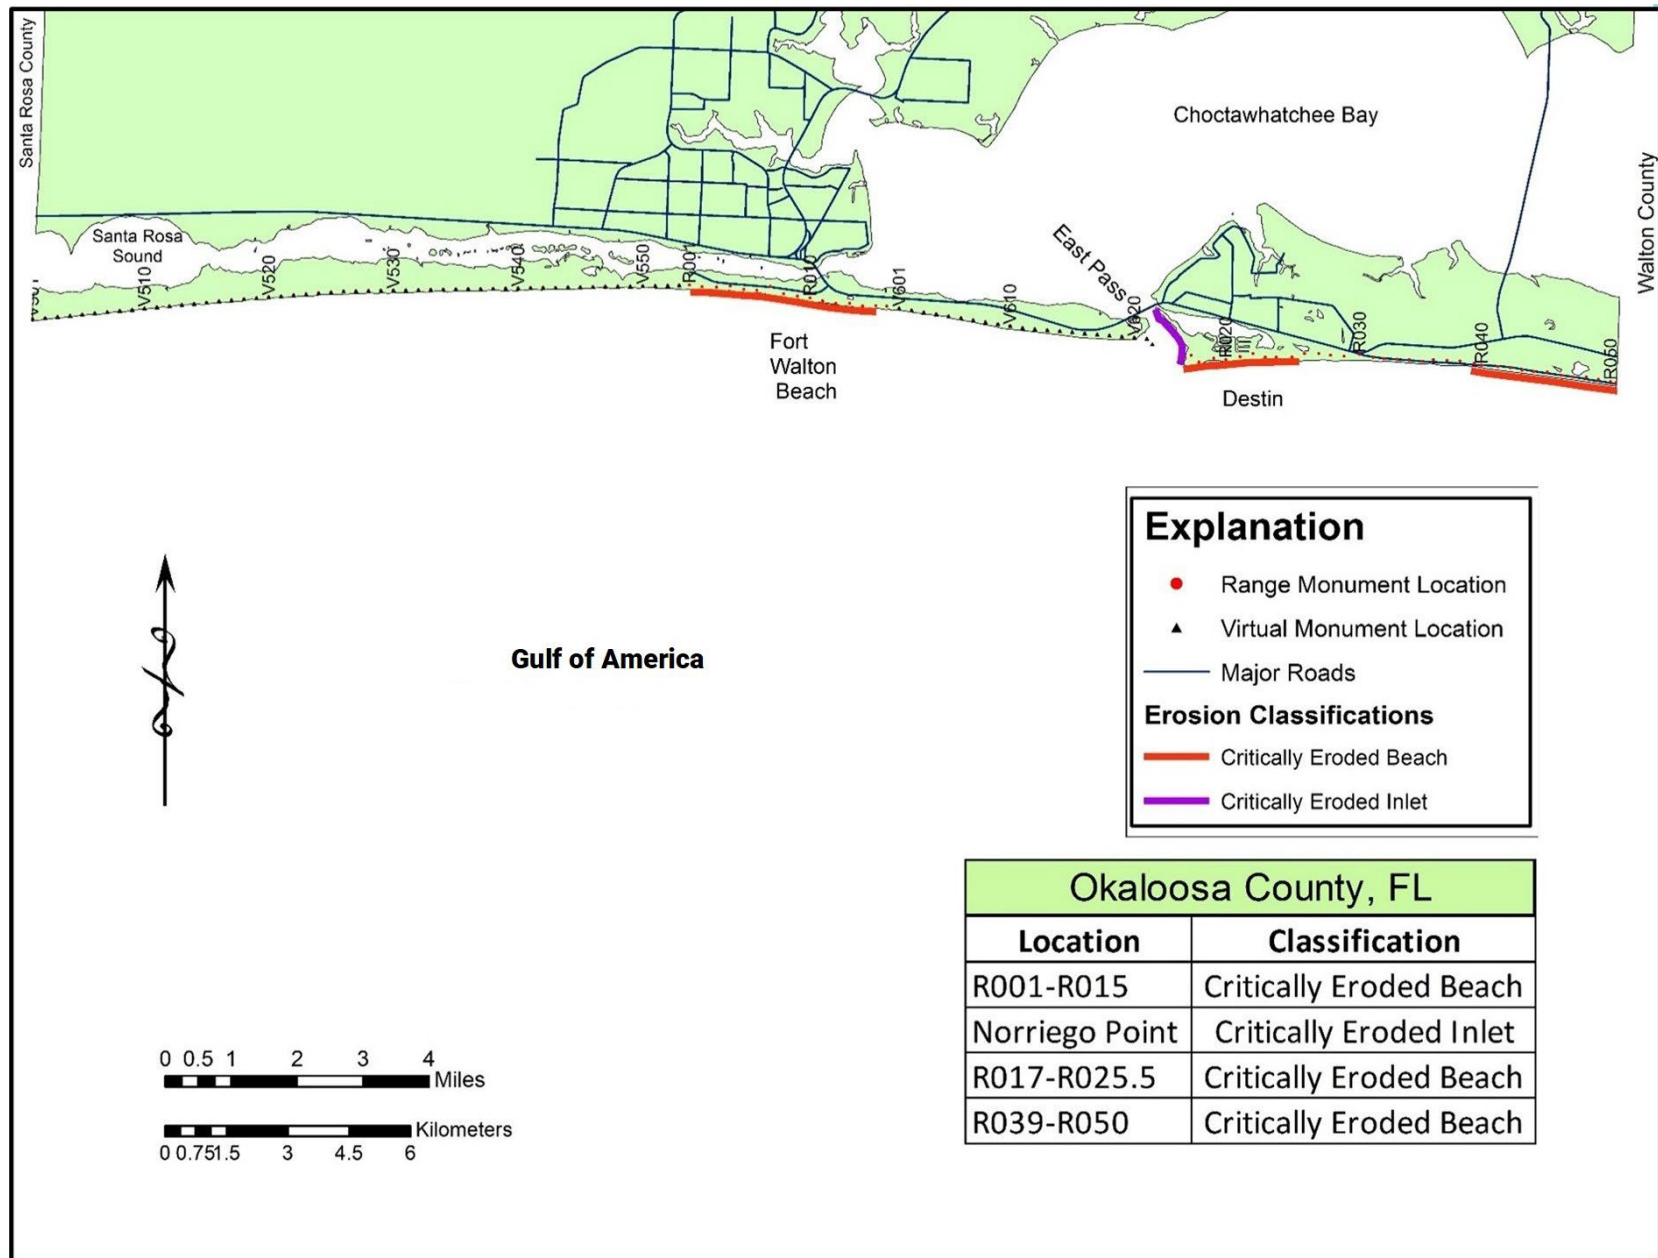 Santa Rosa County
Choctawhatchee Bay
Walton County
Santa Rosa
Sound
East Pass
V510
V520
V530
V540
V550
R001
R010
V601
V610
V620
R020
R030
R040
R050
Fort
Walton
Beach
Destin
Gulf of America
Explanation
Range Monument Location
Virtual Monument Location
Major Roads
Erosion Classifications
Critically Eroded Beach
Critically Eroded Inlet
Okaloosa County, FL
Location Classification
R001-R015 Critically Eroded Beach
Norriego Point Critically Eroded Inlet
R017-R025.5 Critically Eroded Beach
R039-R050 Critically Eroded Beach
0 0.5 1 2 3 4
Miles
Kilometers
0 0.75 1.5 3 4.5 6